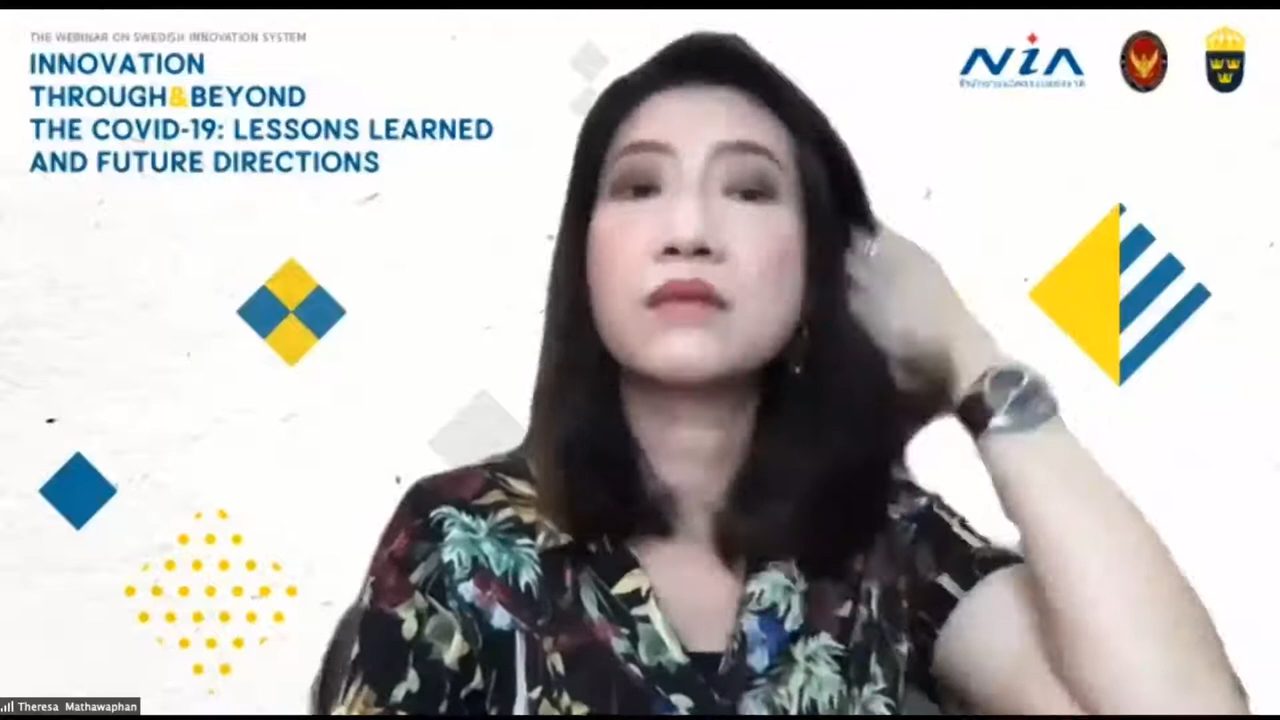 THE WEBINAR ON SWEDISH INNOVATION SYSTEM
INNOVATION
THROUGH&BEYOND
THE COVID-19: LESSONS LEARNED
AND FUTURE DIRECTIONS
NiA
Theresa Mathawaphan